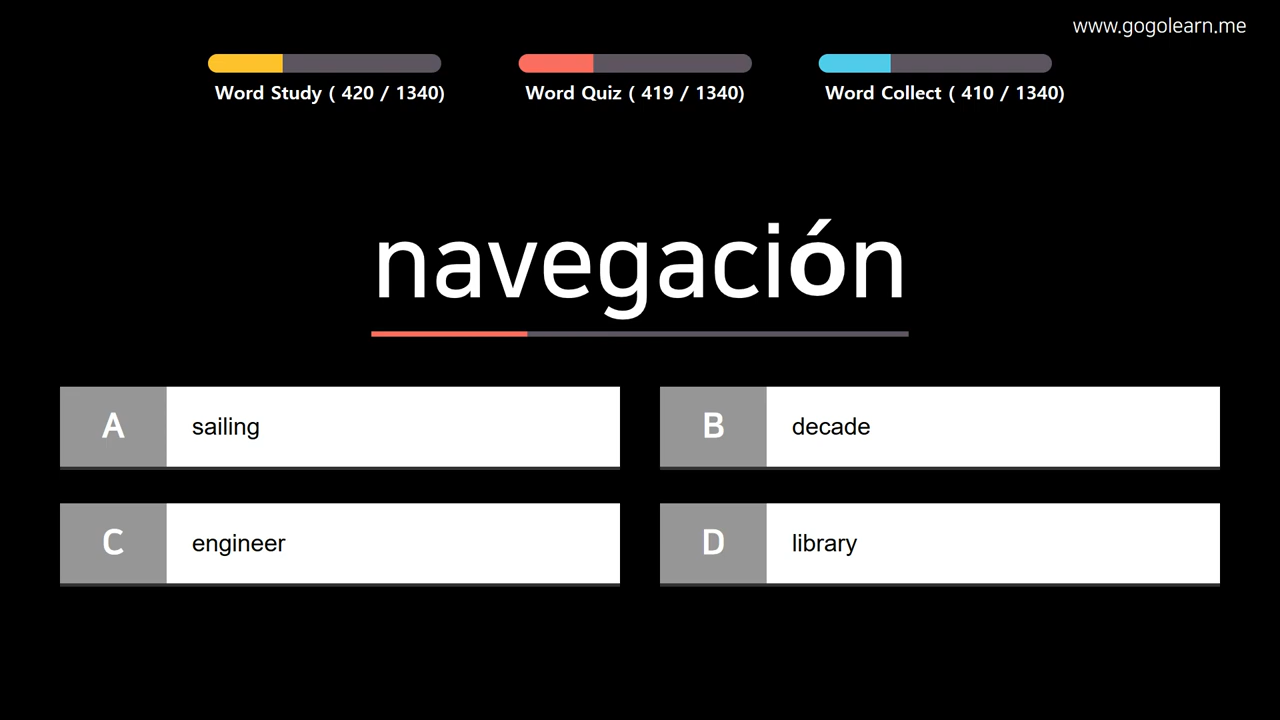 www.gogolearn.me
Word Study ( 420 / 1340)
Word Quiz ( 419 / 1340)
Word Collect ( 410 / 1340)
navegación
A sailing
B decade
C engineer
D library